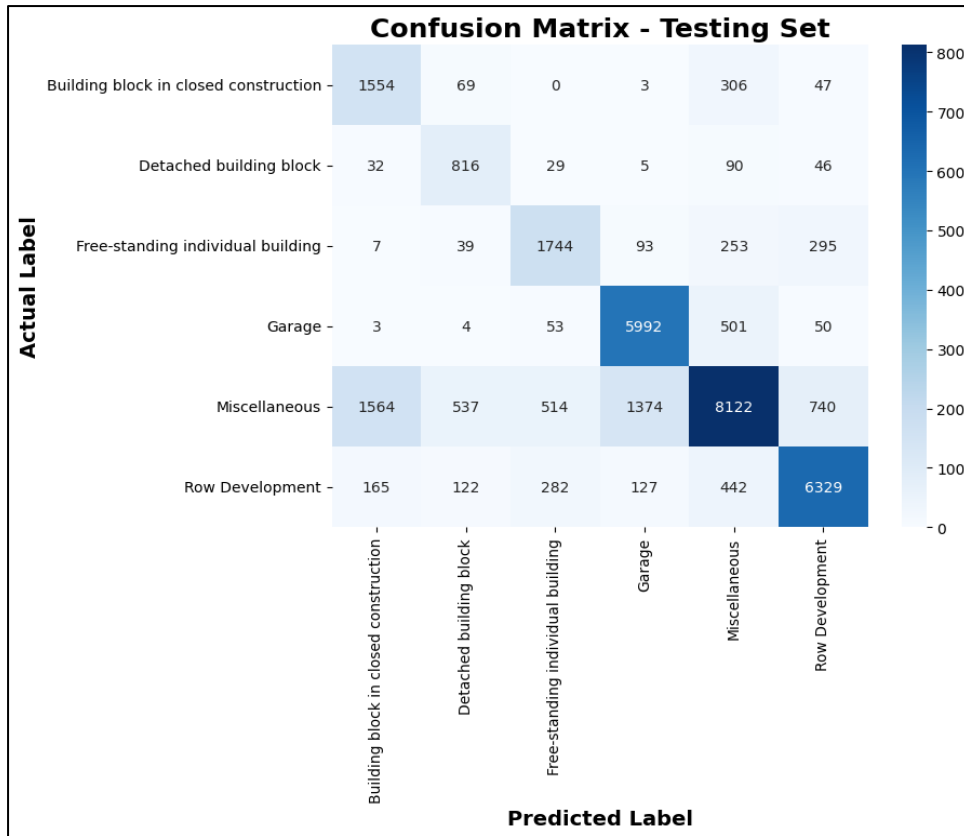 Confusion Matrix - Testing Set
Actual Label
Building block in closed construction 1554 69 0 3 306 47
Detached building block 32 816 29 5 90 46
Free-standing individual building 7 39 1744 93 253 295
Garage 3 4 53 5992 501 50
Miscellaneous 1564 537 514 1374 8122 740
Row Development 165 122 282 127 442 6329
Building block in closed construction
Detached building block
Free-standing individual building
Garage
Miscellaneous
Row Development
Predicted Label
800
700
600
500
400
300
200
100
0